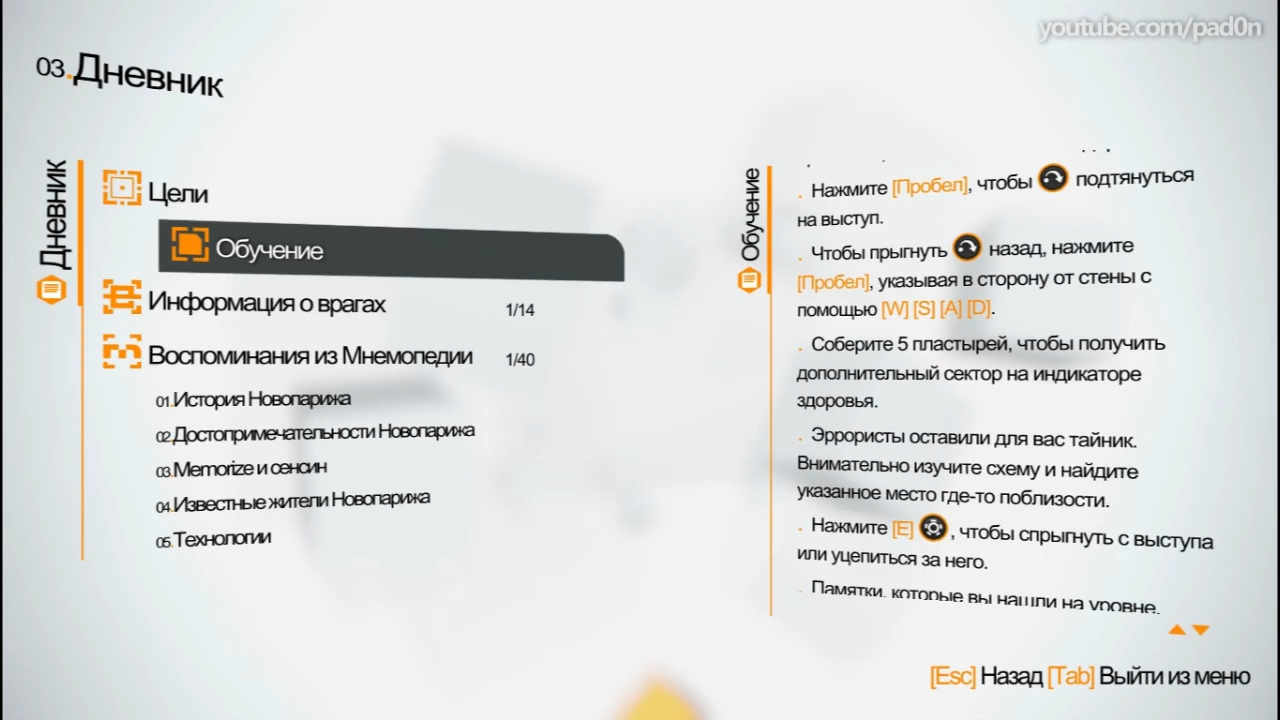 youtube.com/pad0n
03.Дневник
Дневник
Цели
Обучение
Информация о врагах 1/14
Воспоминания из Мнемопедии 1/40
01.История Новопарижа
02.Достопримечательности Новопарижа
03.Memorize и сенсин
04.Известные жители Новопарижа
05.Технологии
Обучение
. Нажмите [Пробел], чтобы подтянуться
на выступ.
. Чтобы прыгнуть назад, нажмите
[Пробел], указывая в сторону от стены с
помощью [W] [S] [A] [D].
. Соберите 5 пластырей, чтобы получить
дополнительный сектор на индикаторе
здоровья.
. Эррористы оставили для вас тайник.
Внимательно изучите схему и найдите
указанное место где-то поблизости.
. Нажмите [E] , чтобы спрыгнуть с выступа
или уцепиться за него.
. Памятки, которые вы нашли на уровне,
[Esc] Назад [Tab] Выйти из меню